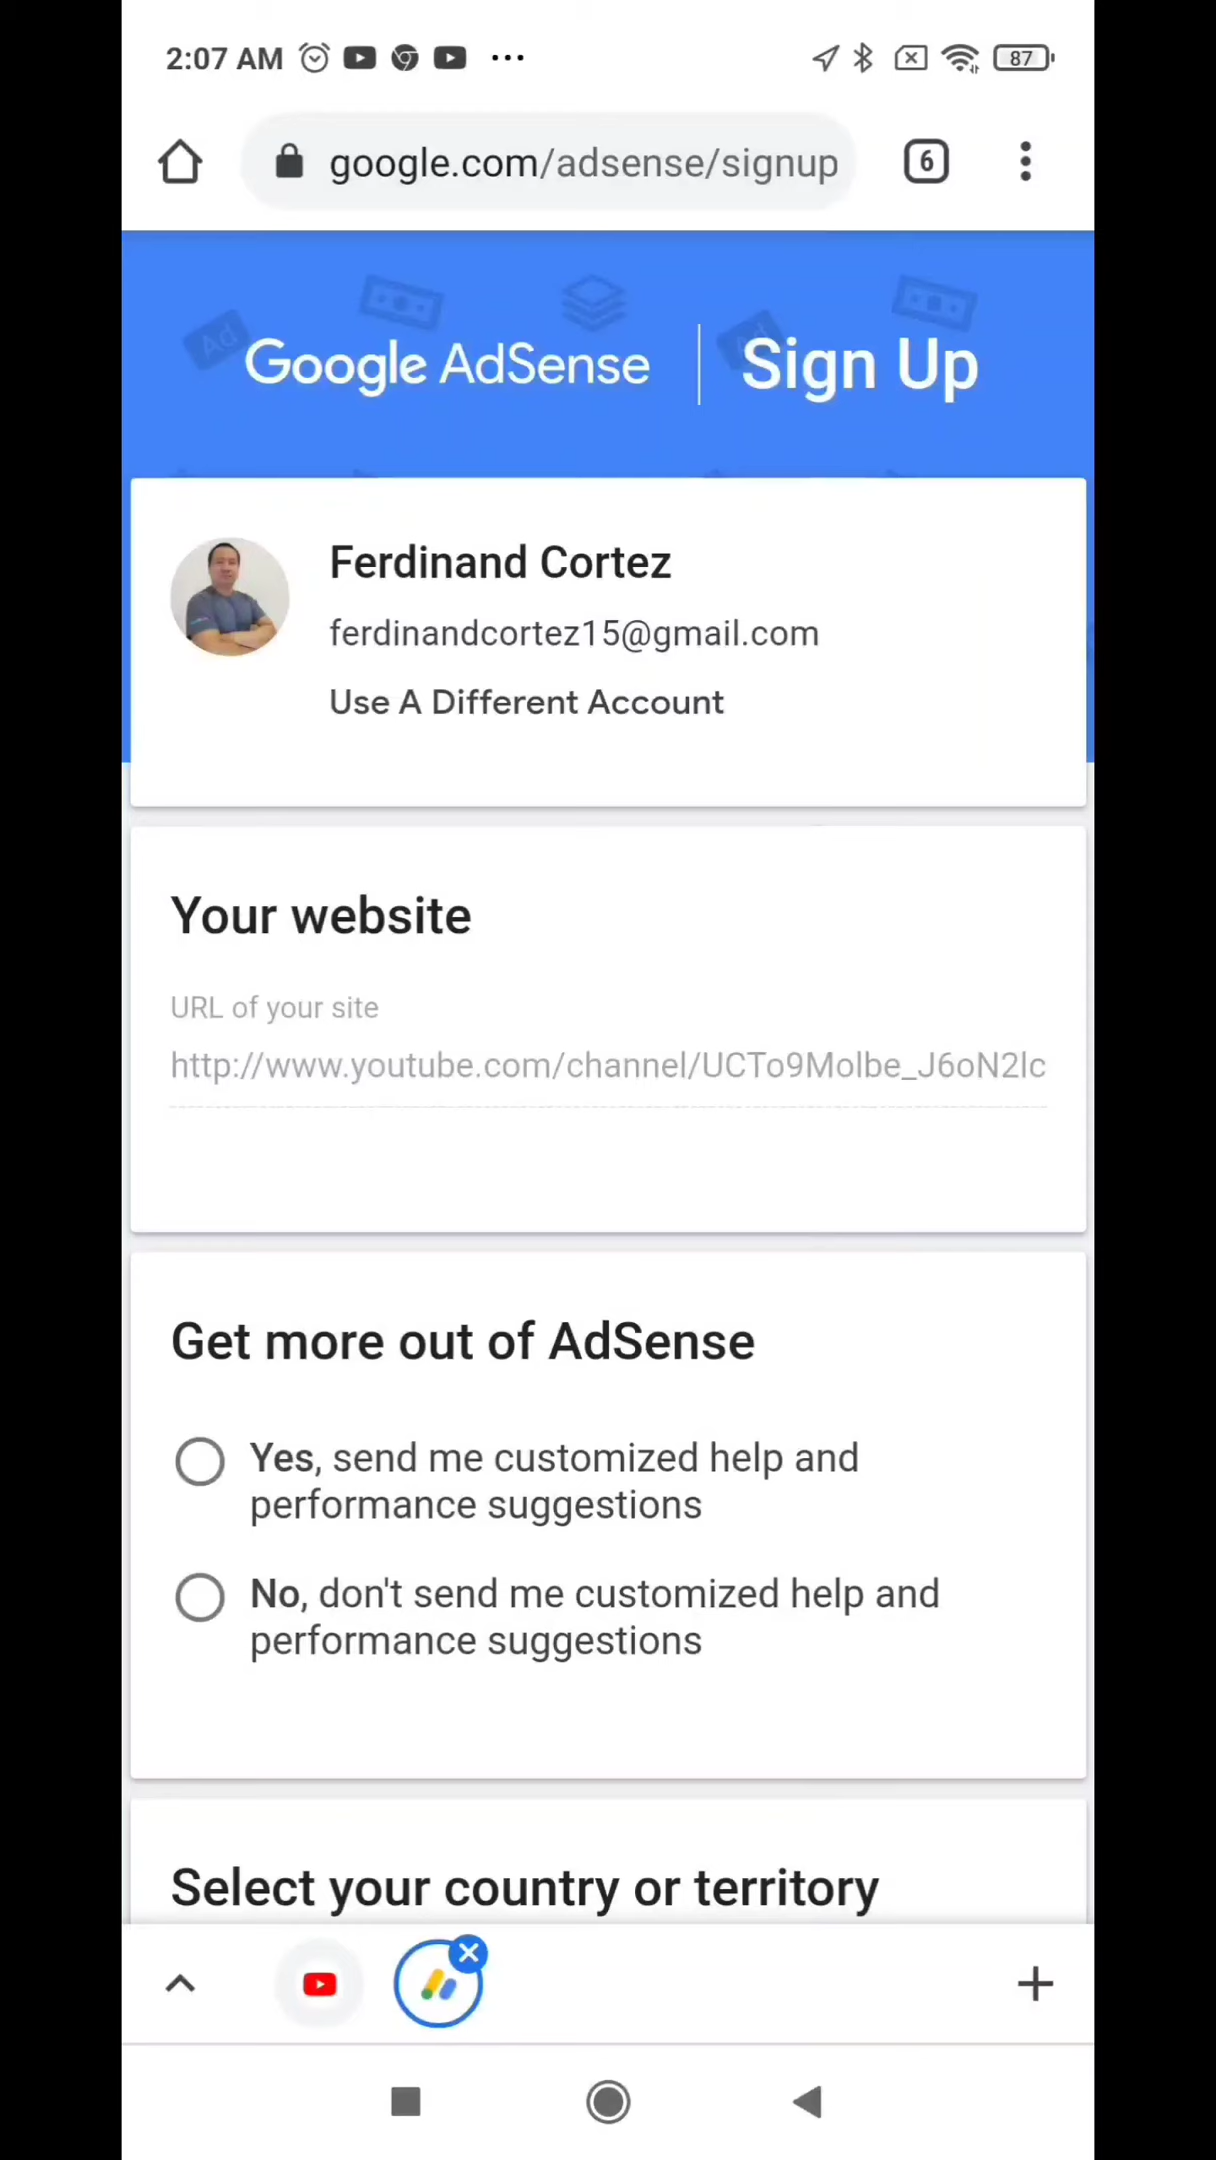 2:07 AM ... 87
google.com/adsense/signup 6
Ad Ad
Google AdSense | Sign Up
Ferdinand Cortez
ferdinandcortez15@gmail.com
Use A Different Account
Your website
URL of your site
http://www.youtube.com/channel/UCTo9Molbe_J6oN2lc
Get more out of AdSense
Yes, send me customized help and
performance suggestions
No, don't send me customized help and
performance suggestions
Select your country or territory